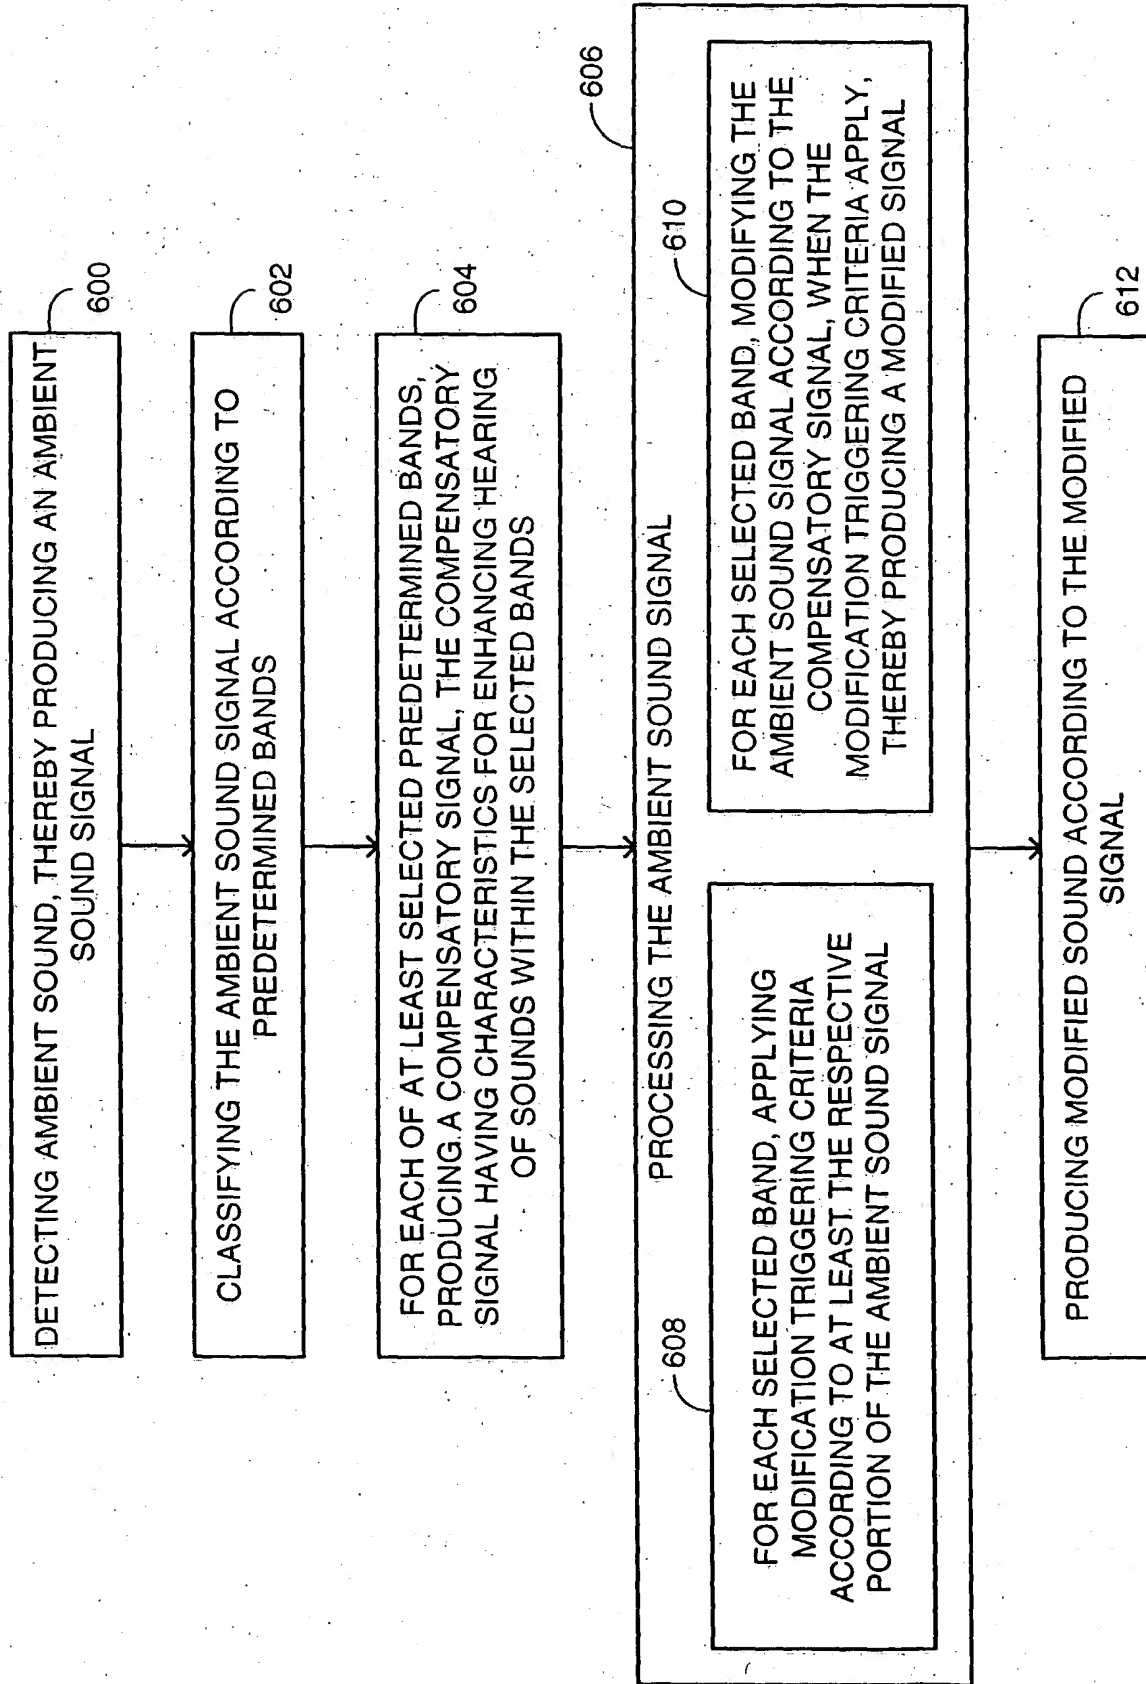 DETECTING AMBIENT SOUND, THEREBY PRODUCING AN AMBIENT
SOUND SIGNAL
600
CLASSIFYING THE AMBIENT SOUND SIGNAL ACCORDING TO
PREDETERMINED BANDS
602
FOR EACH OF AT LEAST SELECTED PREDETERMINED BANDS,
PRODUCING A COMPENSATORY SIGNAL, THE COMPENSATORY
SIGNAL HAVING CHARACTERISTICS FOR ENHANCING HEARING
OF SOUNDS WITHIN THE SELECTED BANDS
604
PROCESSING THE AMBIENT SOUND SIGNAL
606
608
FOR EACH SELECTED BAND, APPLYING
MODIFICATION TRIGGERING CRITERIA
ACCORDING TO AT LEAST THE RESPECTIVE
PORTION OF THE AMBIENT SOUND SIGNAL
610
FOR EACH SELECTED BAND, MODIFYING THE
AMBIENT SOUND SIGNAL ACCORDING TO THE
COMPENSATORY SIGNAL, WHEN THE
MODIFICATION TRIGGERING CRITERIA APPLY,
THEREBY PRODUCING A MODIFIED SIGNAL
PRODUCING MODIFIED SOUND ACCORDING TO THE MODIFIED
SIGNAL
612